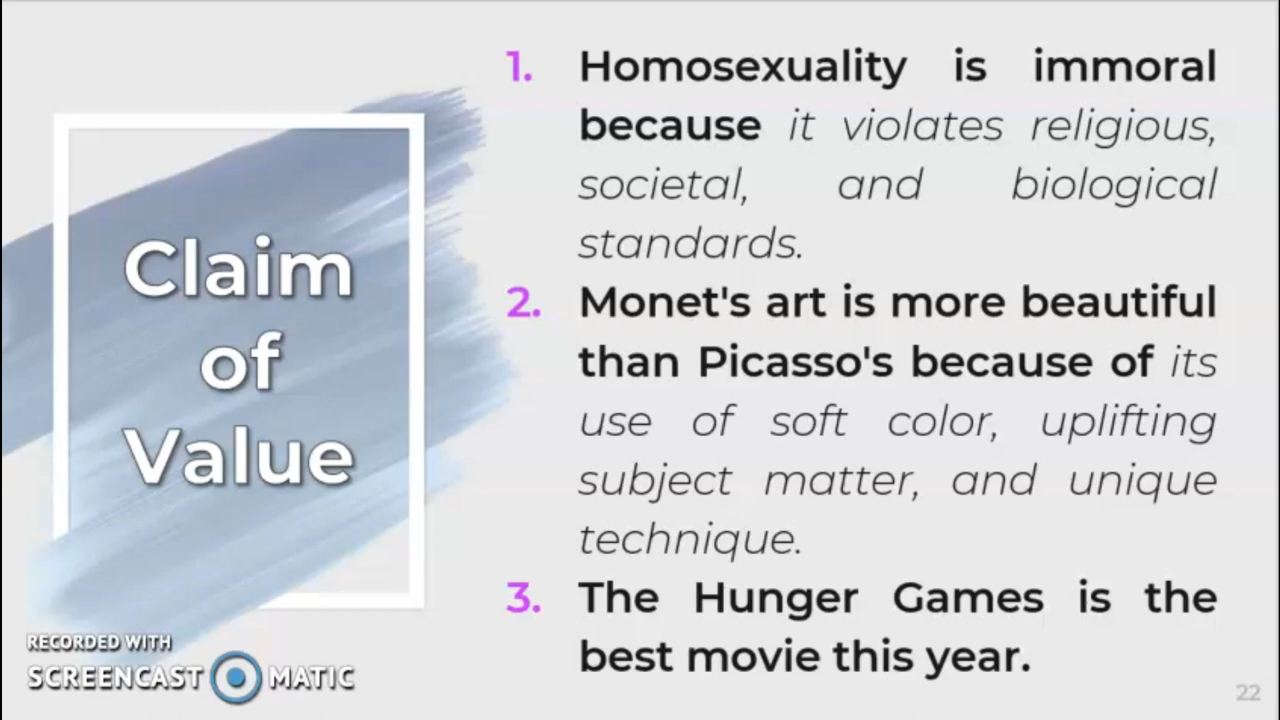 Claim
of
Value
1. Homosexuality is immoral
because it violates religious,
societal, and biological
standards.
2. Monet's art is more beautiful
than Picasso's because of its
use of soft color, uplifting
subject matter, and unique
technique.
3. The Hunger Games is the
best movie this year.
RECORDED WITH
SCREENCAST MATIC
22